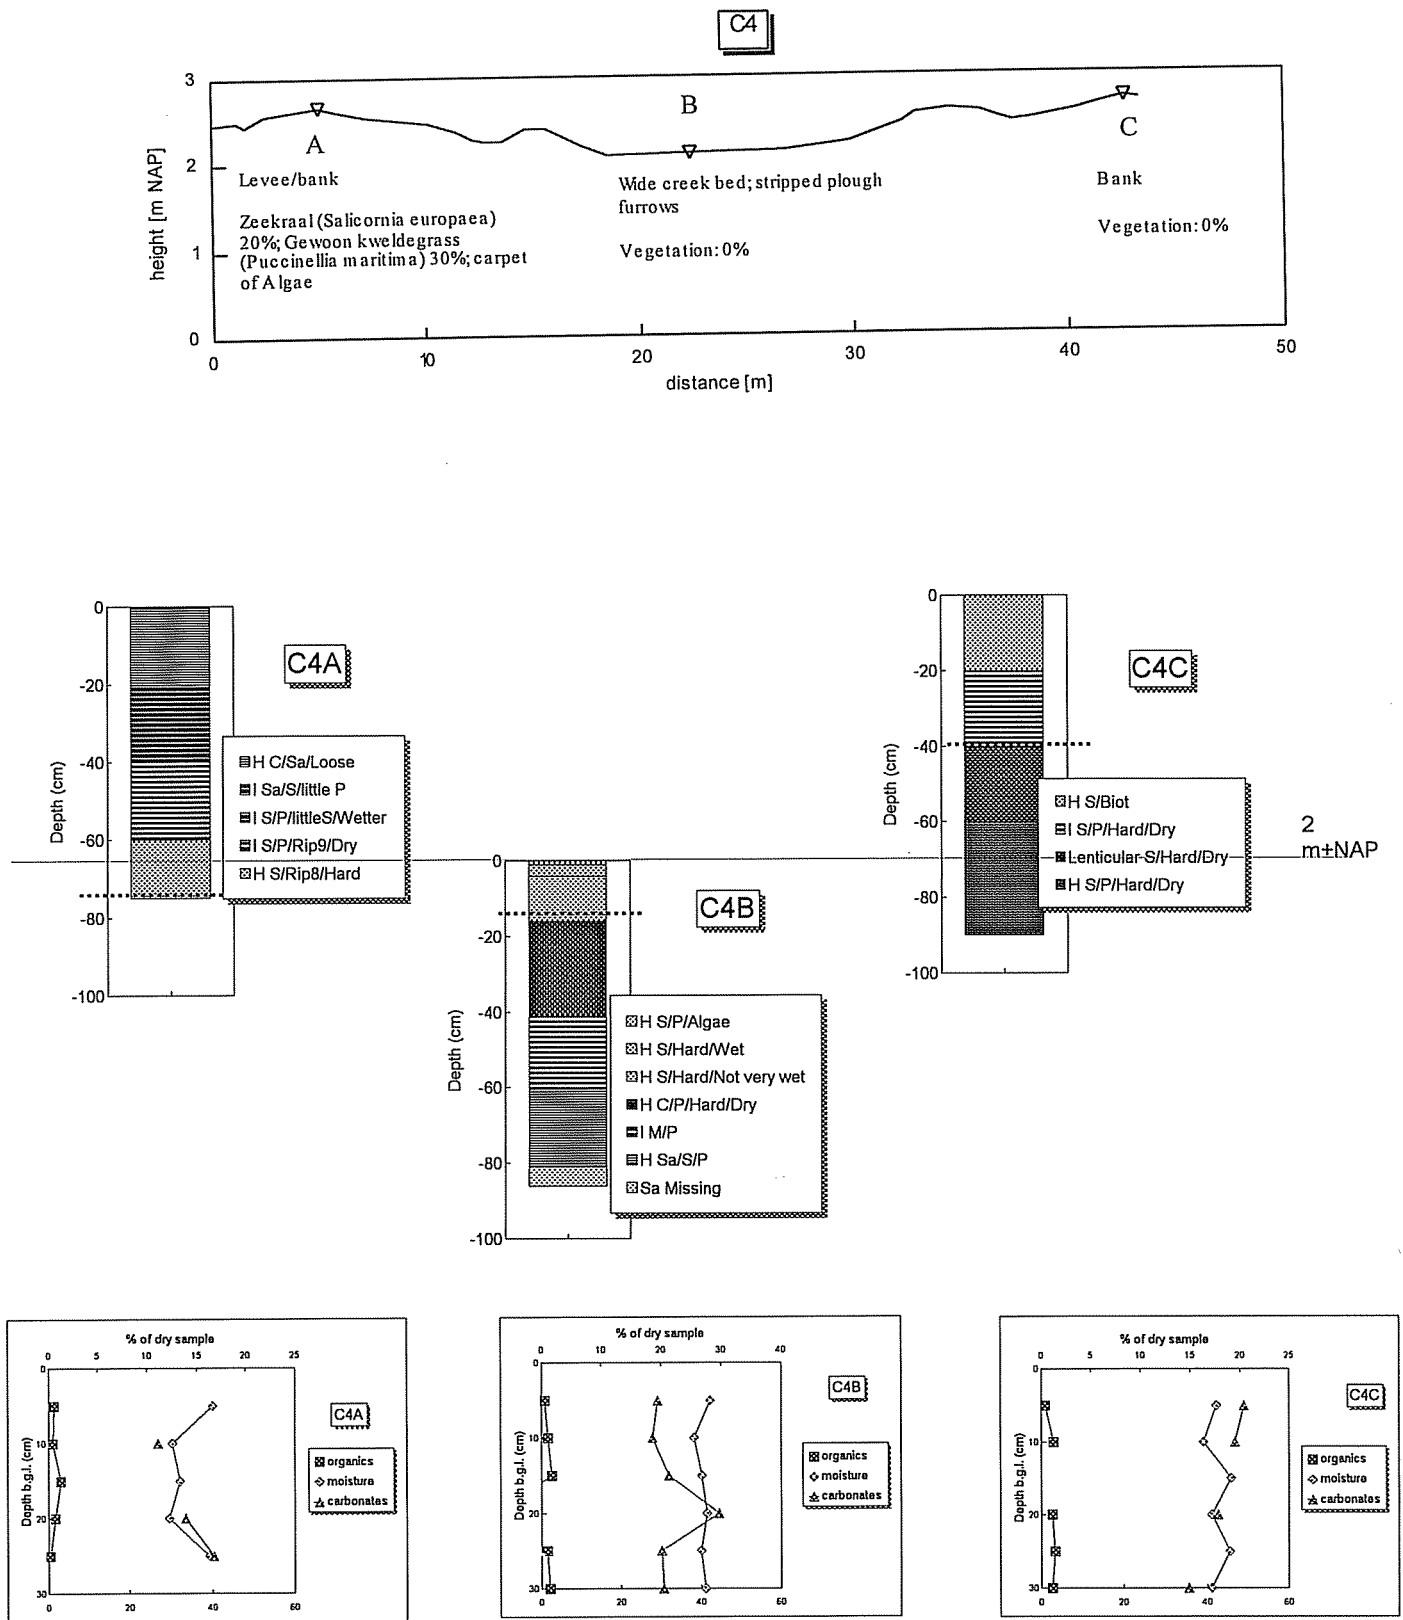 C4
3
2
1
0
height [m NAP]
A
B
C
Levee/bank
Zeekraal (Salicornia europaea)
20%; Gewoon kweldegrass
(Puccinellia maritima) 30%; carpet
of Algae
Wide creek bed; stripped plough
furrows
Vegetation: 0%
Bank
Vegetation: 0%
0 10 20 30 40 50
distance [m]
0
-20
-40
-60
-80
-100
Depth (cm)
C4A
H C/Sa/Loose
I Sa/S/little P
I S/P/littleS/Wetter
I S/P/Rip9/Dry
H S/Rip8/Hard
0
-20
-40
-60
-80
-100
Depth (cm)
C4B
H S/P/Algae
H S/Hard/Wet
H S/Hard/Not very wet
H C/P/Hard/Dry
I M/P
H Sa/S/P
Sa Missing
0
-20
-40
-60
-80
-100
Depth (cm)
C4C
H S/Biot
I S/P/Hard/Dry
Lenticular S/Hard/Dry
H S/P/Hard/Dry
2
m±NAP
% of dry sample
0 5 10 15 20 25
0
10
20
30
Depth b.g.l. (cm)
0 20 40 60
C4A
organics
moisture
carbonates
% of dry sample
0 10 20 30 40
0
10
20
30
Depth b.g.l. (cm)
0 20 40 60 80
C4B
organics
moisture
carbonates
% of dry sample
0 5 10 15 20 25
0
10
20
30
Depth b.g.l. (cm)
0 20 40 60
C4C
organics
moisture
carbonates